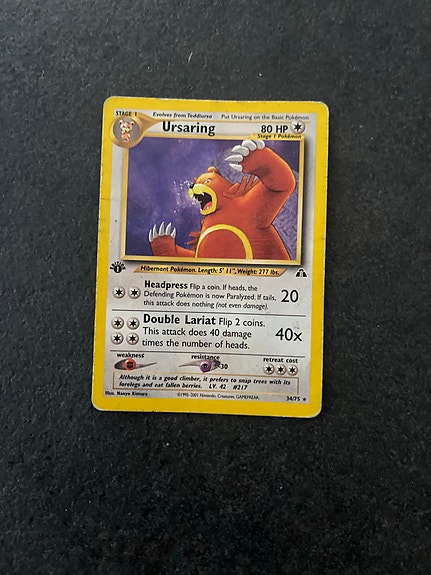 STAGE 1 Evolves from Teddiursa Put Ursaring on the Basic Pokémon
Ursaring 80 HP
Stage 1 Pokémon
Hibernant Pokémon. Length: 5' 11", Weight: 277 lbs.
Headpress Flip a coin. If heads, the
Defending Pokémon is now Paralyzed. If tails,
this attack does nothing (not even damage).
20
Double Lariat Flip 2 coins.
This attack does 40 damage
times the number of heads.
40x
weakness resistance retreat cost
-30
Although it is a good climber, it prefers to snap trees with its
forelegs and eat fallen berries. LV. 42 #217
Illus. Naoyo Kimura ©1995-2001 Nintendo, Creatures, GAMEFREAK. 34/75